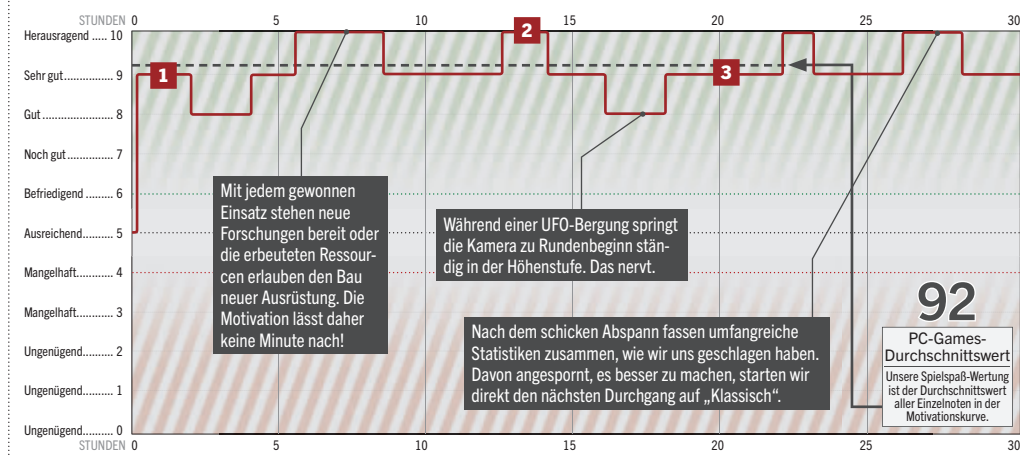 STUNDEN 0 5 10 15 20 25 30
Herausragend .... 10
Sehr gut .............. 9
Gut ...................... 8
Noch gut ............... 7
Befriedigend ........ 6
Ausreichend.......... 5
Mangelhaft .......... 4
Mangelhaft........... 3
Ungenügend ......... 2
Ungenügend.......... 1
Ungenügend..........0
1
2
3
Mit jedem gewonnen
Einsatz stehen neue
Forschungen bereit oder
die erbeuteten Ressour-
cen erlauben den Bau
neuer Ausrüstung. Die
Motivation lässt daher
keine Minute nach!
Während einer UFO-Bergung springt
die Kamera zu Rundenbeginn stän-
dig in der Höhenstufe. Das nervt.
Nach dem schicken Abspann fassen umfangreiche
Statistiken zusammen, wie wir uns geschlagen haben.
Davon angespornt, es besser zu machen, starten wir
direkt den nächsten Durchgang auf „Klassisch“.
92
PC-Games-
Durchschnittswert
Unsere Spielspaß-Wertung
ist der Durchschnittswert
aller Einzelnoten in der
Motivationskurve.
STUNDEN 0 5 10 15 20 25 30